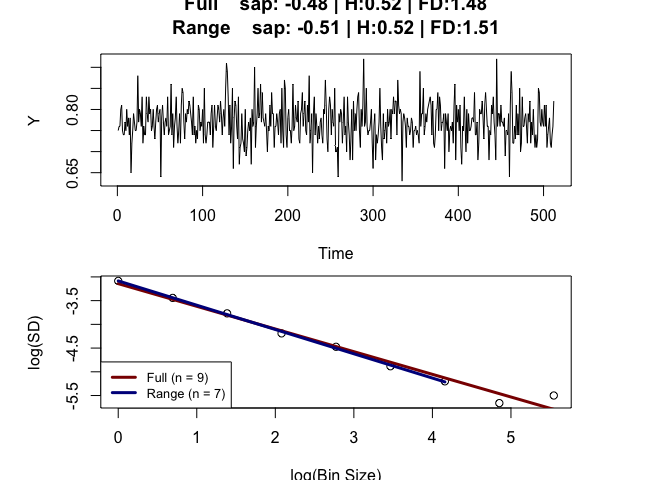 Full sap: -0.48 | H:0.52 | FD:1.48
Range sap: -0.51 | H:0.52 | FD:1.51
Y
0.80
0.65
0 100 200 300 400 500
Time
log(SD)
-3.5
-4.5
-5.5
Full (n = 9)
Range (n = 7)
0 1 2 3 4 5
log(Bin Size)